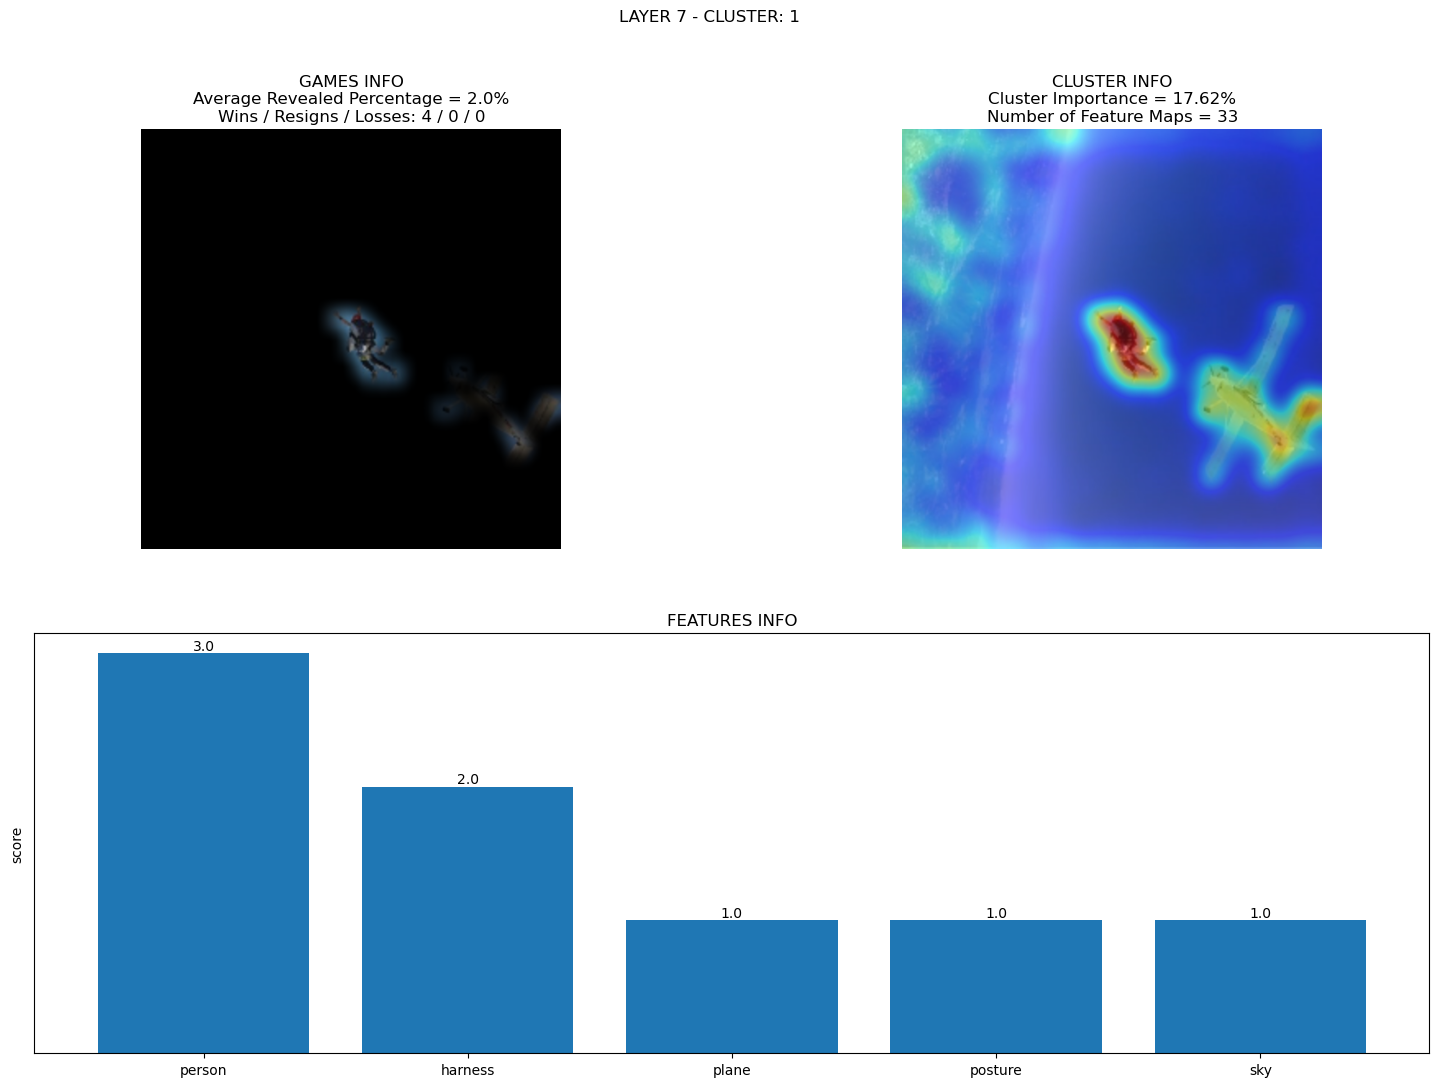 LAYER 7 - CLUSTER: 1
GAMES INFO
Average Revealed Percentage = 2.0%
Wins / Resigns / Losses: 4 / 0 / 0
CLUSTER INFO
Cluster Importance = 17.62%
Number of Feature Maps = 33
FEATURES INFO
score
3.0
2.0
1.0
1.0
1.0
person
harness
plane
posture
sky